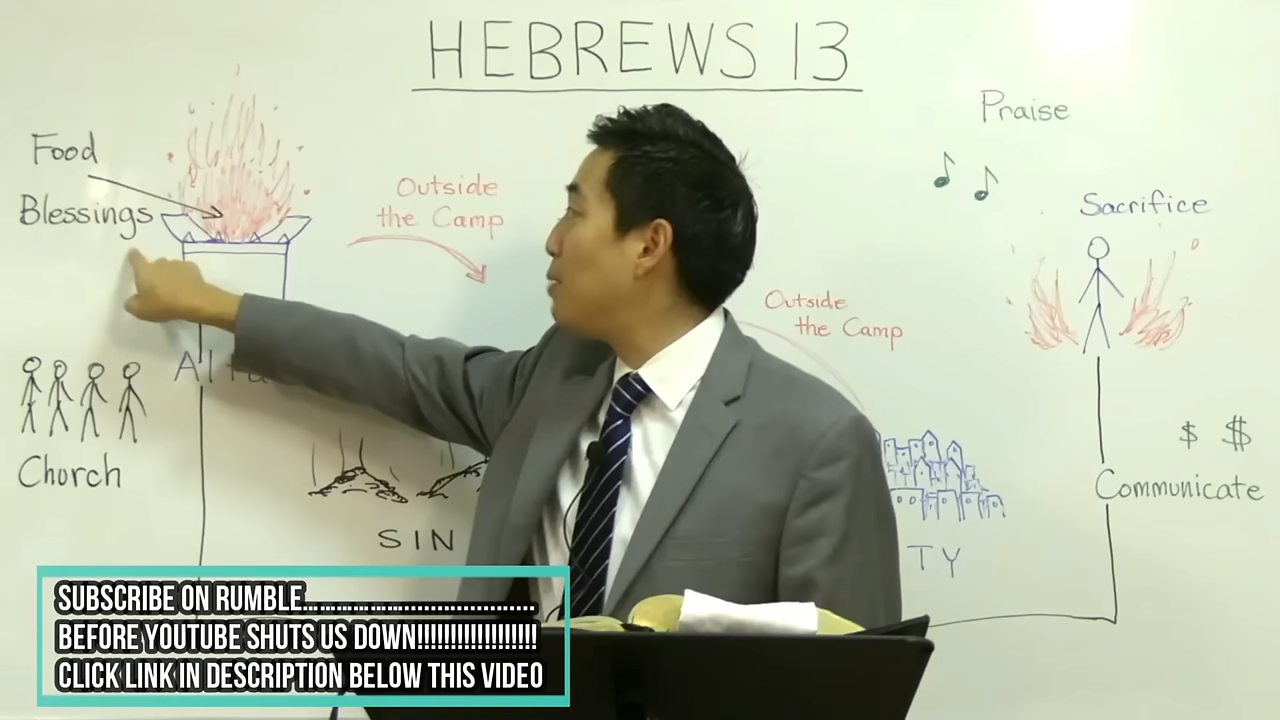 HEBREWS 13
Praise
Food
Blessings
Outside
the Camp
Sacrifice
Outside
the Camp
Church
$ $
Communicate
SIN
TY
SUBSCRIBE ON RUMBLE........................................
BEFORE YOUTUBE SHUTS US DOWN!!!!!!!!!!!!!!!!!!!
CLICK LINK IN DESCRIPTION BELOW THIS VIDEO